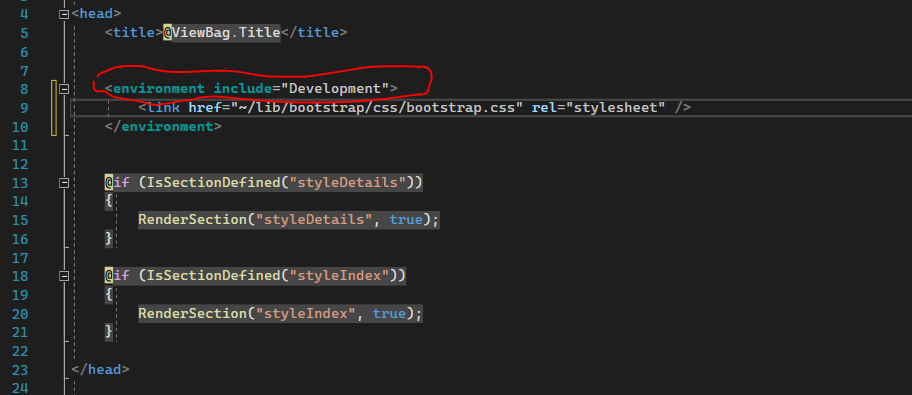 4 <head>
5 <title>@ViewBag.Title</title>
6
7
8 <environment include="Development">
9 <link href="~/lib/bootstrap/css/bootstrap.css" rel="stylesheet" />
10 </environment>
11
12
13 @if (IsSectionDefined("styleDetails"))
14 {
15 RenderSection("styleDetails", true);
16 }
17
18 @if (IsSectionDefined("styleIndex"))
19 {
20 RenderSection("styleIndex", true);
21 }
22
23 </head>
24